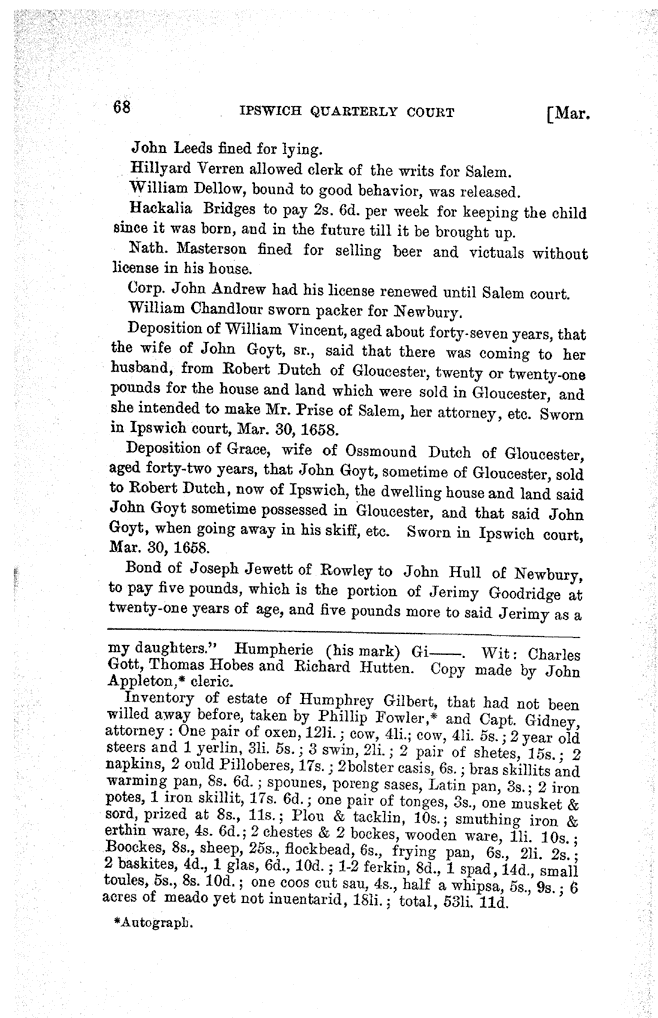 68 IPSWICH QUARTERLY COURT [Mar.
John Leeds fined for lying.
Hillyard Verren allowed clerk of the writs for Salem.
William Dellow, bound to good behavior, was released.
Hackalia Bridges to pay 2s. 6d. per week for keeping the child
since it was born, and in the future till it be brought up.
Nath. Masterson fined for selling beer and victuals without
license in his house.
Corp. John Andrew had his license renewed until Salem court.
William Chandlour sworn packer for Newbury.
Deposition of William Vincent, aged about forty-seven years, that
the wife of John Goyt, sr., said that there was coming to her
husband, from Robert Dutch of Gloucester, twenty or twenty-one
pounds for the house and land which were sold in Gloucester, and
she intended to make Mr. Prise of Salem, her attorney, etc. Sworn
in Ipswich court, Mar. 30, 1658.
Deposition of Grace, wife of Ossmound Dutch of Gloucester,
aged forty-two years, that John Goyt, sometime of Gloucester, sold
to Robert Dutch, now of Ipswich, the dwelling house and land said
John Goyt sometime possessed in Gloucester, and that said John
Goyt, when going away in his skiff, etc. Sworn in Ipswich court,
Mar. 30, 1658.
Bond of Joseph Jewett of Rowley to John Hull of Newbury,
to pay five pounds, which is the portion of Jerimy Goodridge at
twenty-one years of age, and five pounds more to said Jerimy as a
my daughters." Humpherie (his mark) Gi——. Wit: Charles
Gott, Thomas Hobes and Richard Hutten. Copy made by John
Appleton,* cleric.
Inventory of estate of Humphrey Gilbert, that had not been
willed away before, taken by Phillip Fowler,* and Capt. Gidney,
attorney : One pair of oxen, 12li.; cow, 4li.; cow, 4li. 5s.; 2 year old
steers and 1 yerlin, 3li. 5s.; 3 swin, 2li.; 2 pair of shetes, 15s.; 2
napkins, 2 ould Pilloberes, 17s.; 2bolster casis, 6s.; bras skillits and
warming pan, 8s. 6d.; spounes, poreng sases, Latin pan, 3s.; 2 iron
potes, 1 iron skillit, 17s. 6d.; one pair of tonges, 3s., one musket &
sord, prized at 8s., 11s.; Plou & tacklin, 10s.; smuthing iron &
erthin ware, 4s. 6d.; 2 chestes & 2 bockes, wooden ware, 1li. 10s.;
Boockes, 8s., sheep, 25s., flockbead, 6s., frying pan, 6s., 2li. 2s.;
2 baskites, 4d., 1 glas, 6d., 10d.; 1-2 ferkin, 8d., 1 spad, 14d., small
toules, 5s., 8s. 10d.; one coos cut sau, 4s., half a whipsa, 5s., 9s.; 6
acres of meado yet not inuentarid, 18li.; total, 53li. 11d.
*Autograph.